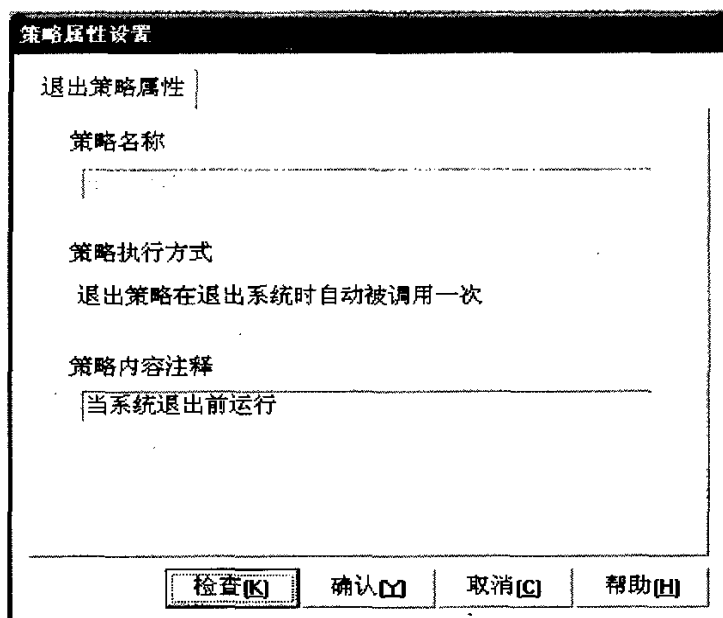 策略属性设置
退出策略属性
策略名称
策略执行方式
退出策略在退出系统时自动被调用一次
策略内容注释
当系统退出前运行
检查(K) 确认(Y) 取消(C) 帮助(H)